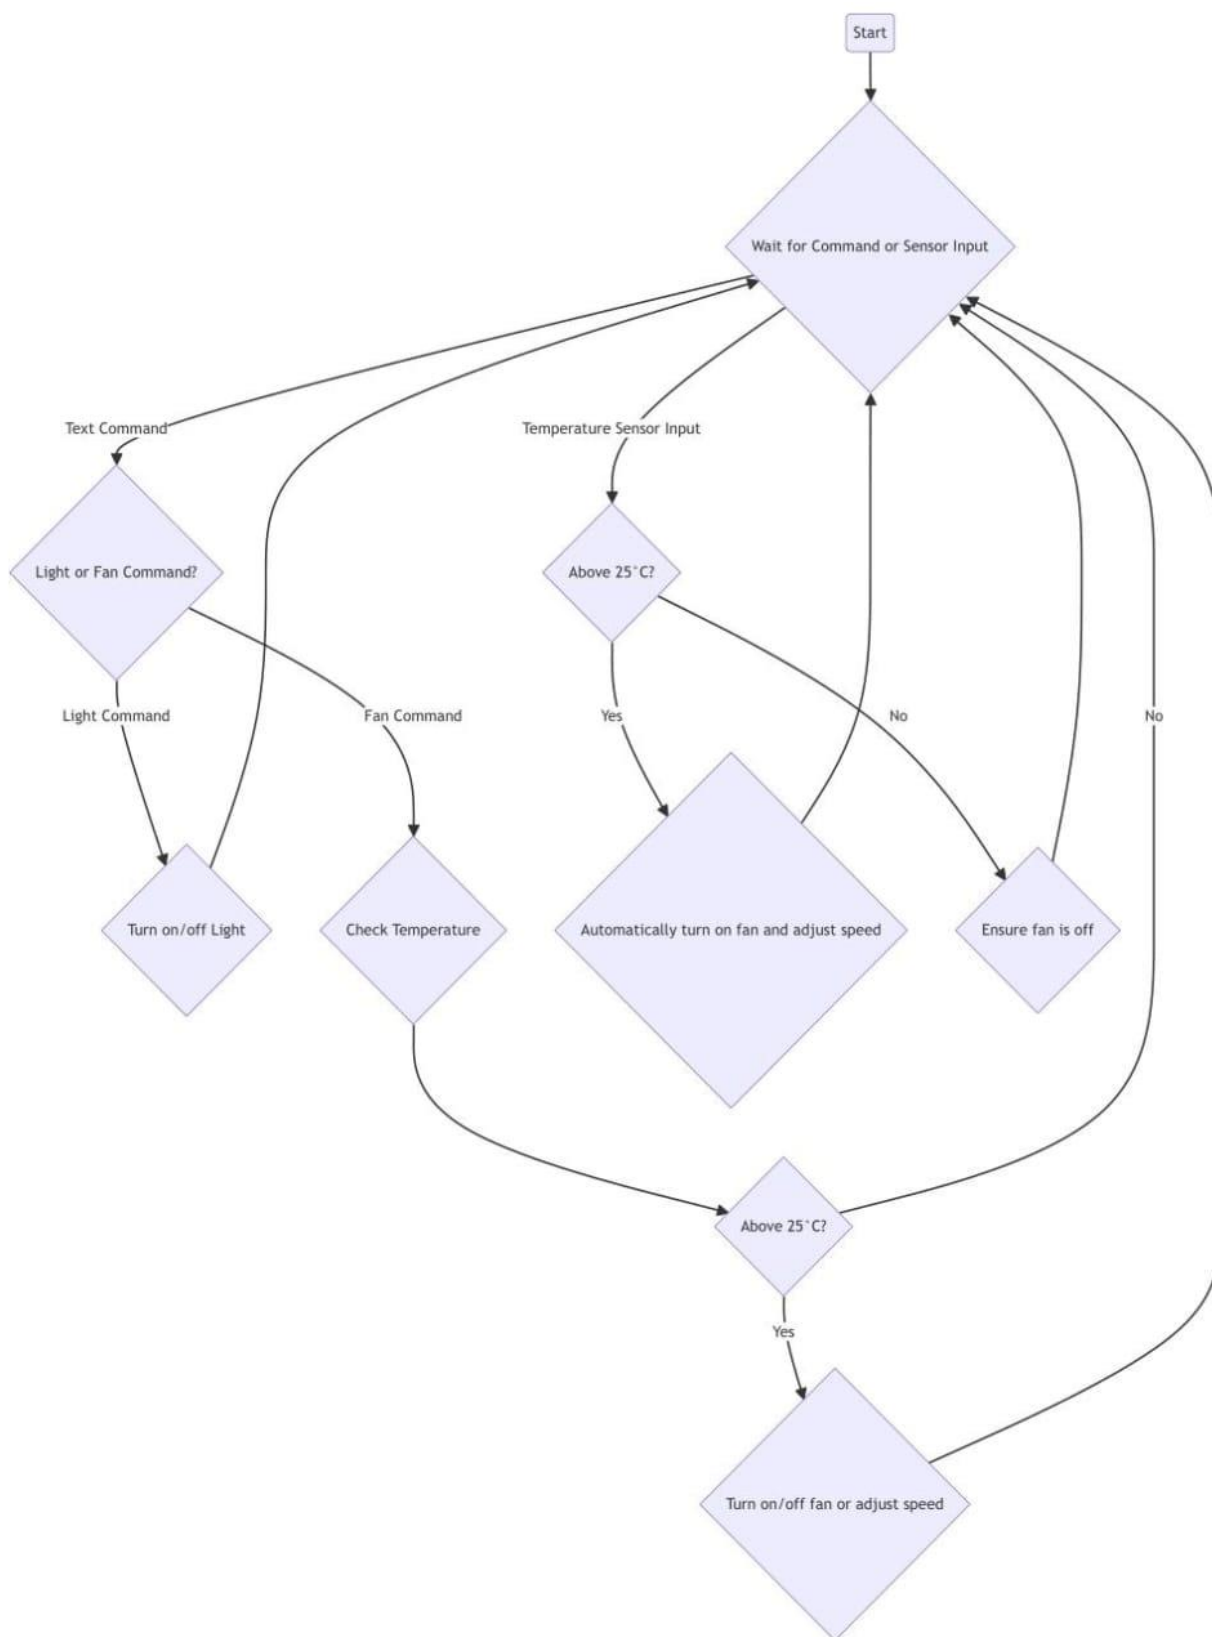 Start
Wait for Command or Sensor Input
Text Command
Temperature Sensor Input
Light or Fan Command?
Above 25°C?
Light Command
Fan Command
Yes
No
No
Turn on/off Light
Check Temperature
Automatically turn on fan and adjust speed
Ensure fan is off
Above 25°C?
Yes
Turn on/off fan or adjust speed